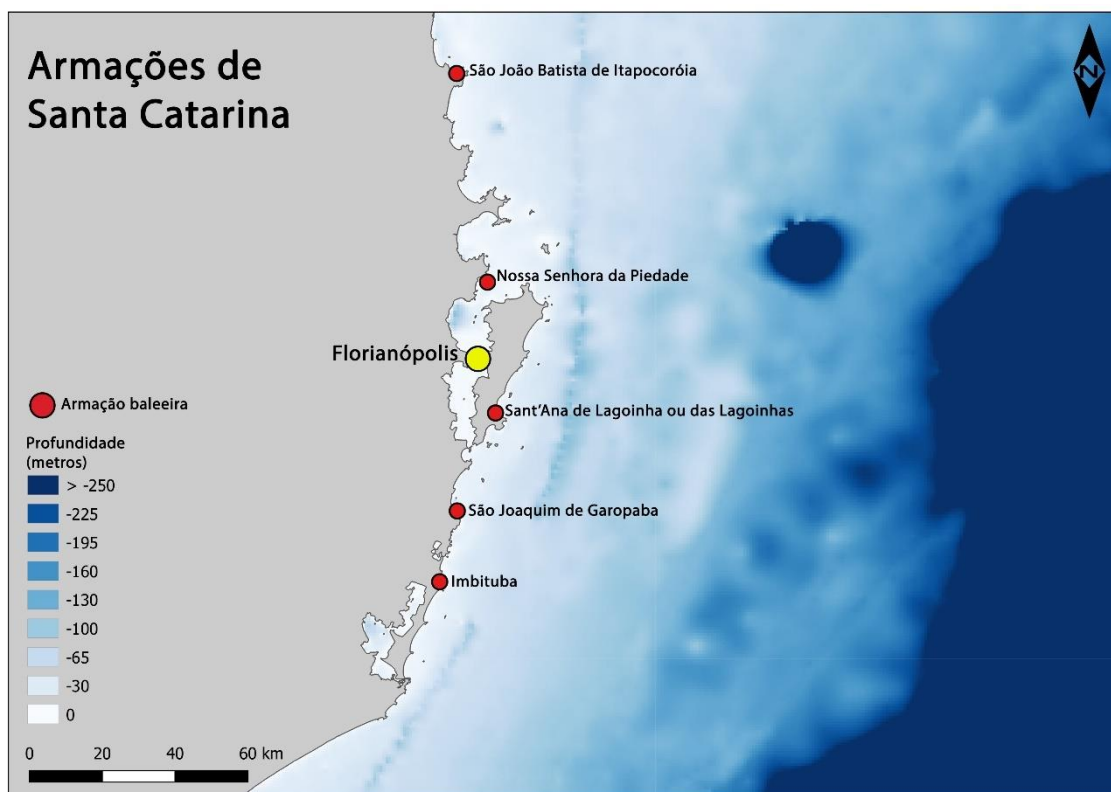 Armações de
Santa Catarina
N
São João Batista de Itapocoróia
Nossa Senhora da Piedade
Florianópolis
Sant'Ana de Lagoinha ou das Lagoinhas
São Joaquim de Garopaba
Imbituba
Armação baleeira
Profundidade
(metros)
> -250
-225
-195
-160
-130
-100
-65
-30
0
0 20 40 60 km